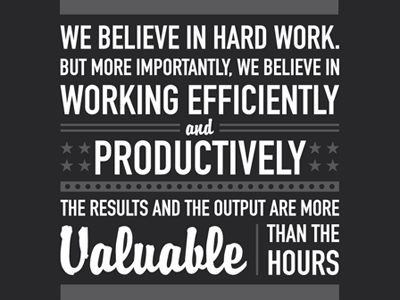 WE BELIEVE IN HARD WORK.
BUT MORE IMPORTANTLY, WE BELIEVE IN
WORKING EFFICIENTLY
and
PRODUCTIVELY
THE RESULTS AND THE OUTPUT ARE MORE
Valuable
THAN THE
HOURS